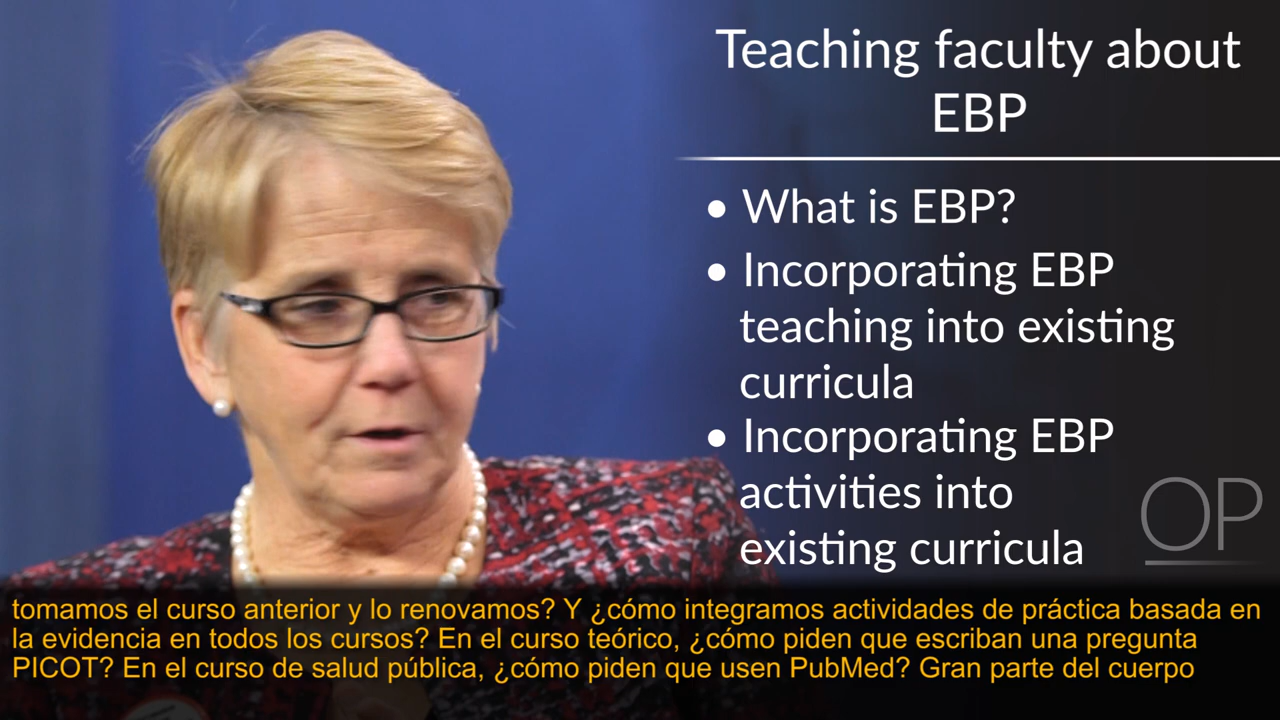 Teaching faculty about
EBP
• What is EBP?
• Incorporating EBP
teaching into existing
curricula
• Incorporating EBP
activities into
existing curricula
OP
tomamos el curso anterior y lo renovamos? Y ¿cómo integramos actividades de práctica basada en
la evidencia en todos los cursos? En el curso teórico, ¿cómo piden que escriban una pregunta
PICOT? En el curso de salud pública, ¿cómo piden que usen PubMed? Gran parte del cuerpo